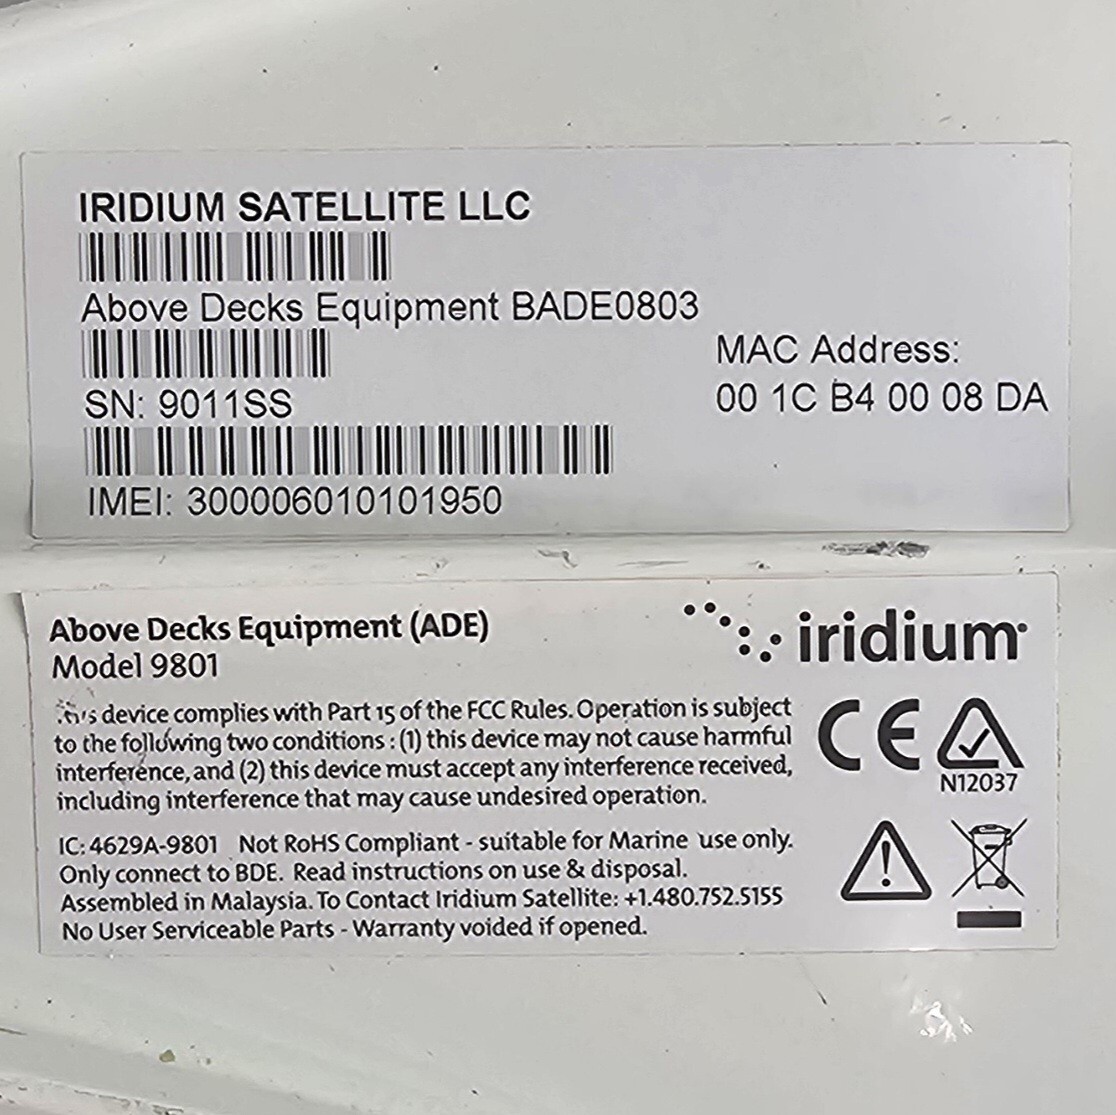 IRIDIUM SATELLITE LLC
Above Decks Equipment BADE0803
SN: 9011SS
MAC Address:
00 1C B4 00 08 DA
IMEI: 300006010101950
Above Decks Equipment (ADE)
Model 9801
iridium
This device complies with Part 15 of the FCC Rules. Operation is subject
to the following two conditions : (1) this device may not cause harmful
interference, and (2) this device must accept any interference received,
including interference that may cause undesired operation.
CE
N12037
IC: 4629A-9801 Not RoHS Compliant - suitable for Marine use only.
Only connect to BDE. Read instructions on use & disposal.
Assembled in Malaysia. To Contact Iridium Satellite: +1.480.752.5155
No User Serviceable Parts - Warranty voided if opened.